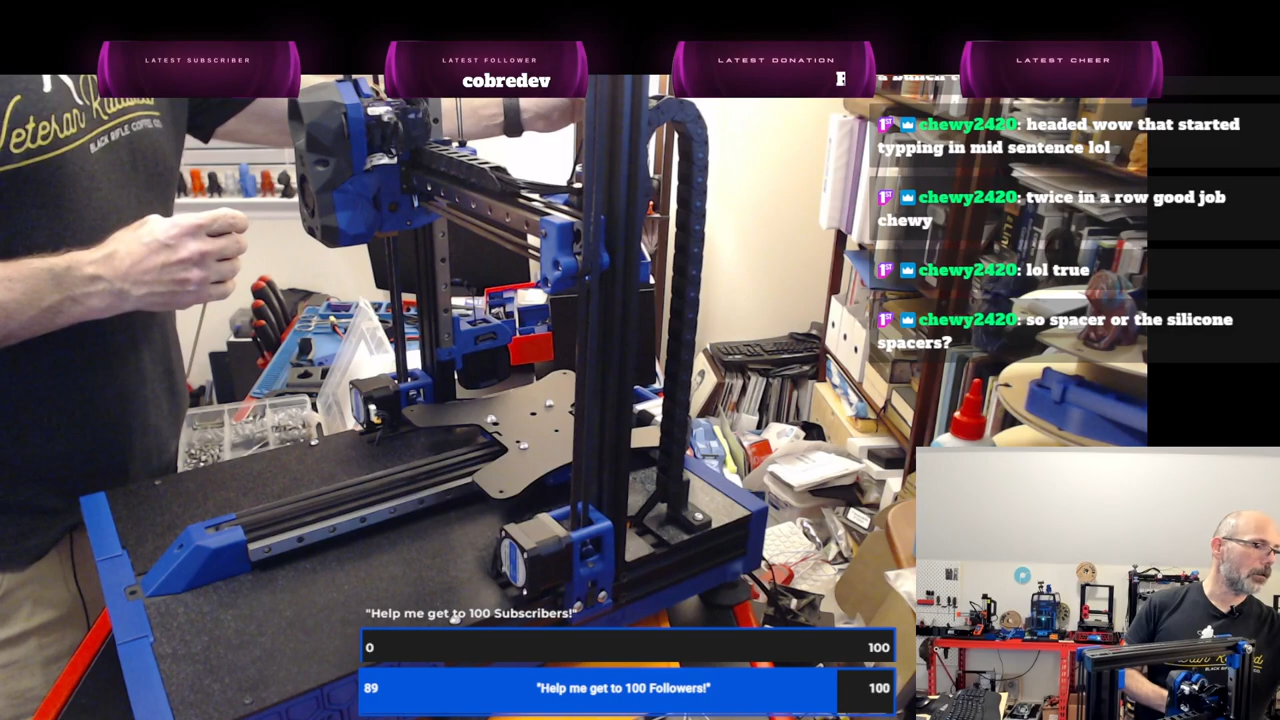 LATEST SUBSCRIBER
LATEST FOLLOWER
cobredev
LATEST DONATION
LATEST CHEER
Veteran
BLACK RIFLE COFFEE CO
chewy2420: headed wow that started
typping in mid sentence lol
chewy2420: twice in a row good job
chewy
chewy2420: lol true
chewy2420: so spacer or the silicone
spacers?
"Help me get to 100 Subscribers!"
0
100
89
"Help me get to 100 Followers!"
100